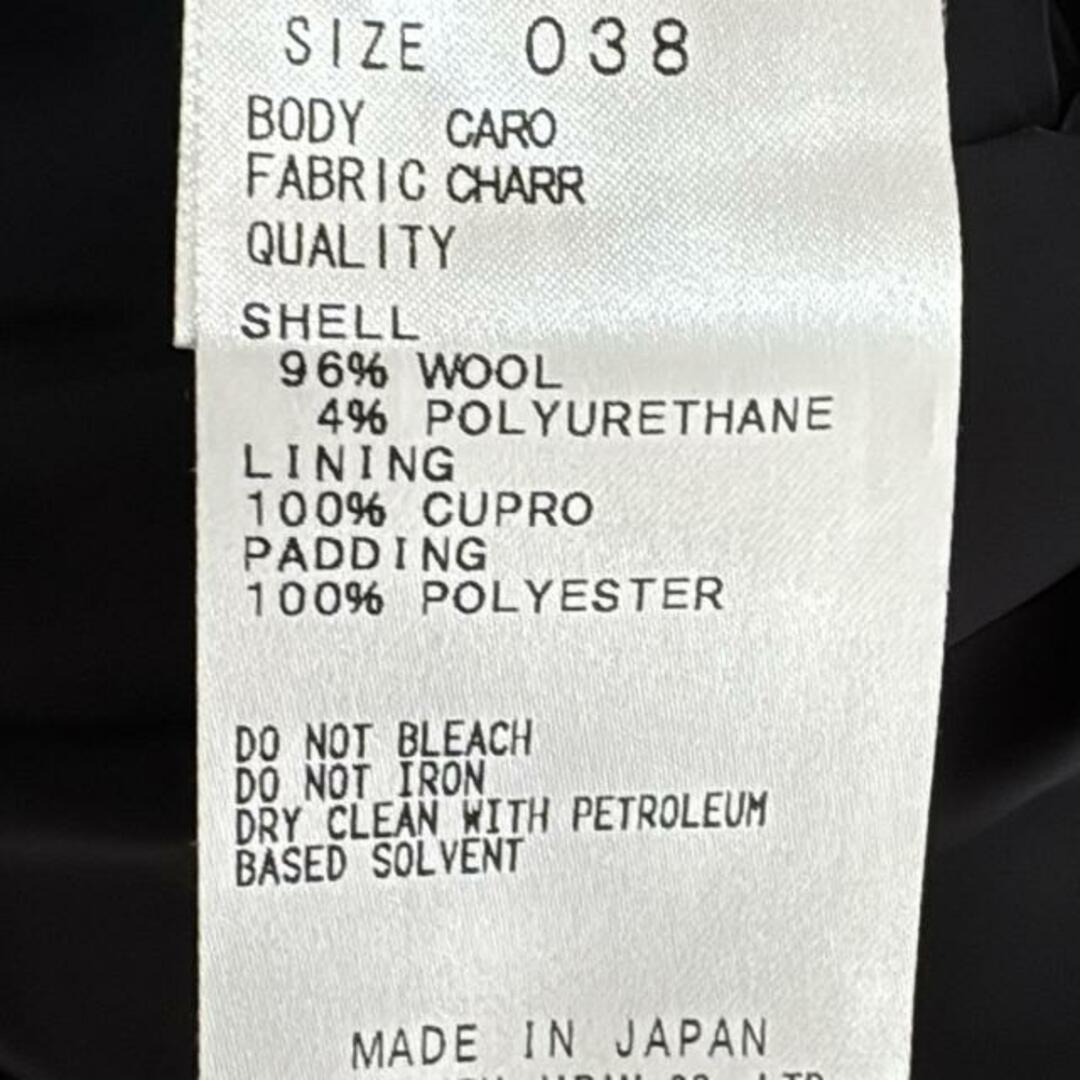 SIZE 038
BODY CARO
FABRIC CHARR
QUALITY
SHELL
96% WOOL
4% POLYURETHANE
LINING
100% CUPRO
PADDING
100% POLYESTER
DO NOT BLEACH
DO NOT IRON
DRY CLEAN WITH PETROLEUM
BASED SOLVENT
MADE IN JAPAN